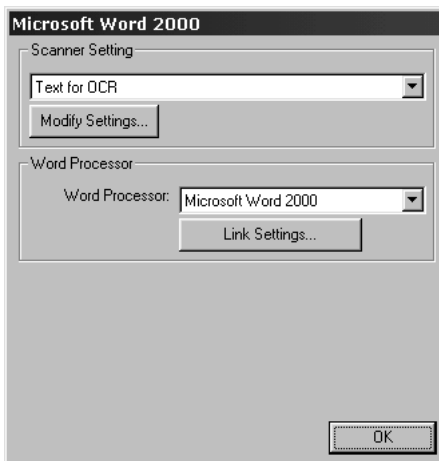 Microsoft Word 2000
Scanner Setting
Text for OCR
Modify Settings...
Word Processor
Word Processor: Microsoft Word 2000
Link Settings...
OK